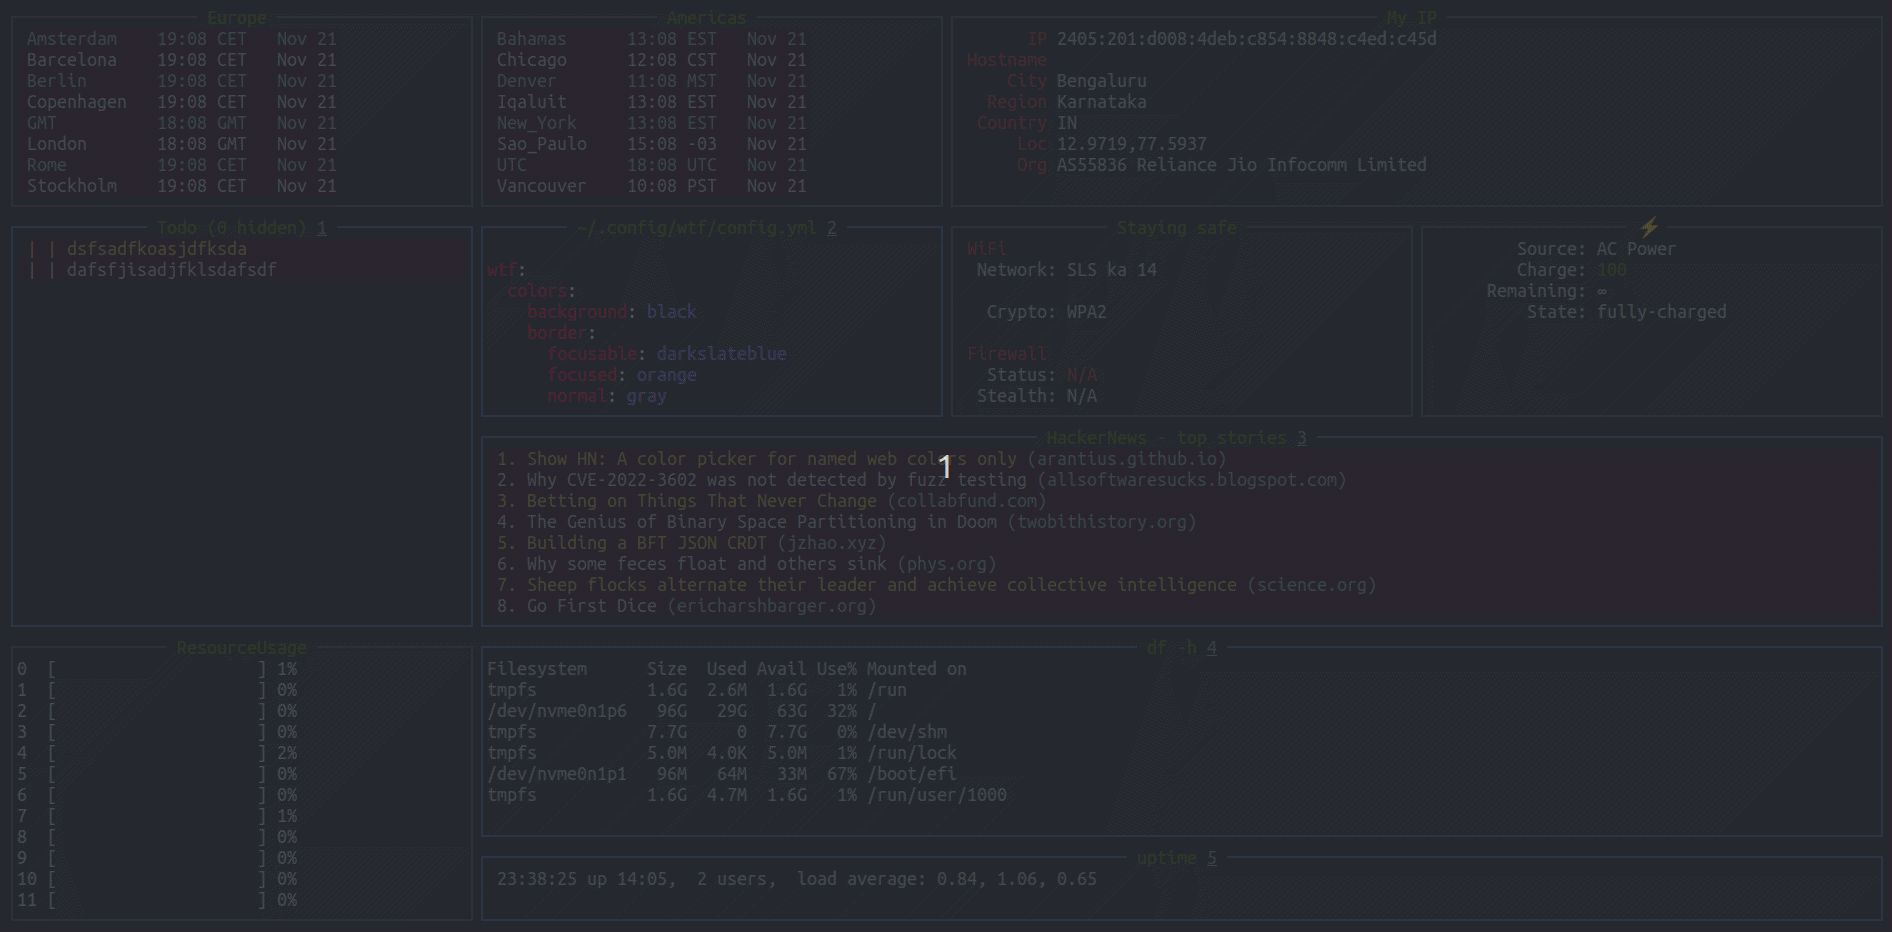 Europe
Amsterdam 19:08 CET Nov 21
Barcelona 19:08 CET Nov 21
Berlin 19:08 CET Nov 21
Copenhagen 19:08 CET Nov 21
GMT 18:08 GMT Nov 21
London 18:08 GMT Nov 21
Rome 19:08 CET Nov 21
Stockholm 19:08 CET Nov 21
Americas
Bahamas 13:08 EST Nov 21
Chicago 12:08 CST Nov 21
Denver 11:08 MST Nov 21
Iqaluit 13:08 EST Nov 21
New_York 13:08 EST Nov 21
Sao_Paulo 15:08 -03 Nov 21
UTC 18:08 UTC Nov 21
Vancouver 10:08 PST Nov 21
My IP
IP 2405:201:d008:4deb:c854:8848:c4ed:c45d
Hostname
City Bengaluru
Region Karnataka
Country IN
Loc 12.9719,77.5937
Org AS55836 Reliance Jio Infocomm Limited
Todo (0 hidden) 1
| | dsfsadfkoasjdfksda
| | dafsfjisadjfklsdafsdf
~/.config/wtf/config.yml 2
wtf:
colors:
background: black
border:
focusable: darkslateblue
focused: orange
normal: gray
Staying safe
WiFi
Network: SLS ka 14
Crypto: WPA2
Firewall
Status: N/A
Stealth: N/A
⚡
Source: AC Power
Charge: 100
Remaining: ∞
State: fully-charged
HackerNews - top stories 3
1
1. Show HN: A color picker for named web colors only (arantius.github.io)
2. Why CVE-2022-3602 was not detected by fuzz testing (allsoftwaresucks.blogspot.com)
3. Betting on Things That Never Change (collabfund.com)
4. The Genius of Binary Space Partitioning in Doom (twobithistory.org)
5. Building a BFT JSON CRDT (jzhao.xyz)
6. Why some feces float and others sink (phys.org)
7. Sheep flocks alternate their leader and achieve collective intelligence (science.org)
8. Go First Dice (ericharshbarger.org)
ResourceUsage
0 [ ] 1%
1 [ ] 0%
2 [ ] 0%
3 [ ] 0%
4 [ ] 2%
5 [ ] 0%
6 [ ] 0%
7 [ ] 1%
8 [ ] 0%
9 [ ] 0%
10 [ ] 0%
11 [ ] 0%
df -h 4
Filesystem Size Used Avail Use% Mounted on
tmpfs 1.6G 2.6M 1.6G 1% /run
/dev/nvme0n1p6 96G 29G 63G 32% /
tmpfs 7.7G 0 7.7G 0% /dev/shm
tmpfs 5.0M 4.0K 5.0M 1% /run/lock
/dev/nvme0n1p1 96M 64M 33M 67% /boot/efi
tmpfs 1.6G 4.7M 1.6G 1% /run/user/1000
uptime 5
23:38:25 up 14:05, 2 users, load average: 0.84, 1.06, 0.65